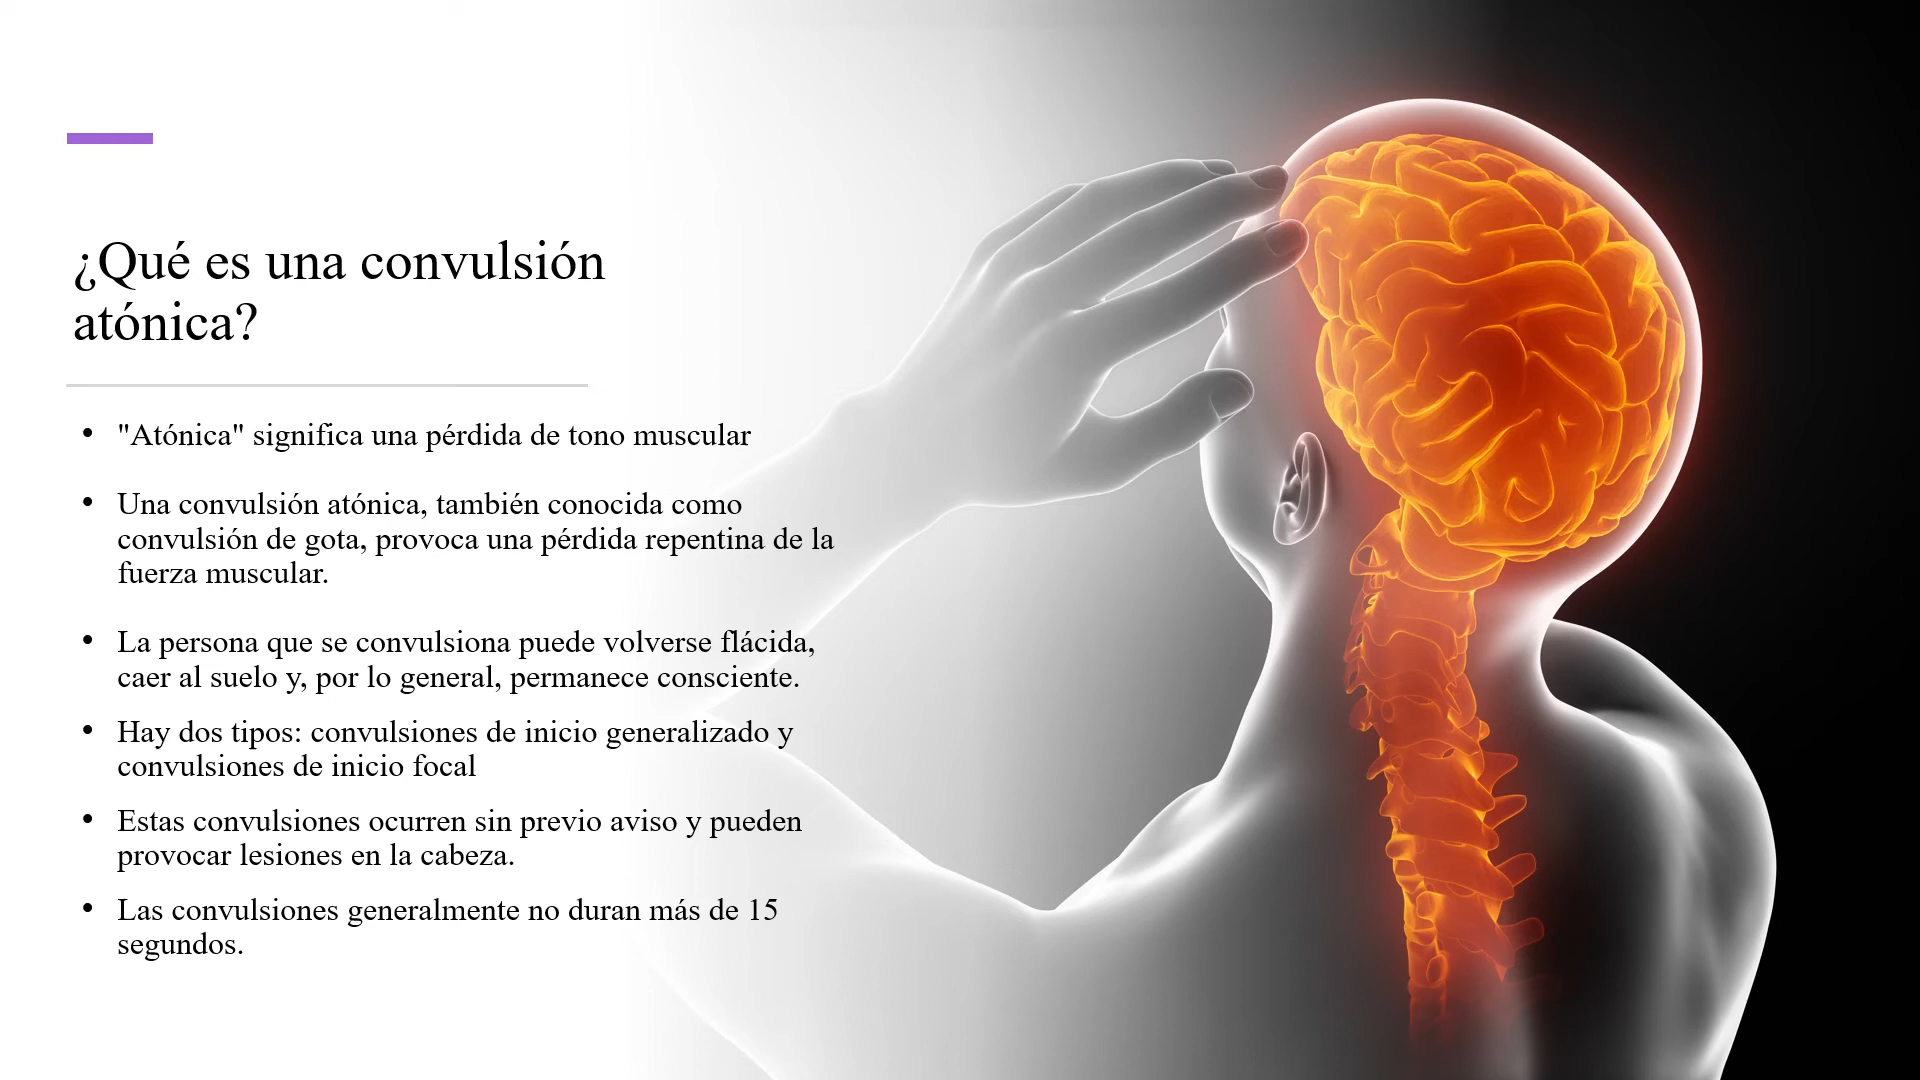 ¿Qué es una convulsión
atónica?
• "Atónica" significa una pérdida de tono muscular
• Una convulsión atónica, también conocida como
convulsión de gota, provoca una pérdida repentina de la
fuerza muscular.
• La persona que se convulsiona puede volverse flácida,
caer al suelo y, por lo general, permanece consciente.
• Hay dos tipos: convulsiones de inicio generalizado y
convulsiones de inicio focal
• Estas convulsiones ocurren sin previo aviso y pueden
provocar lesiones en la cabeza.
• Las convulsiones generalmente no duran más de 15
segundos.